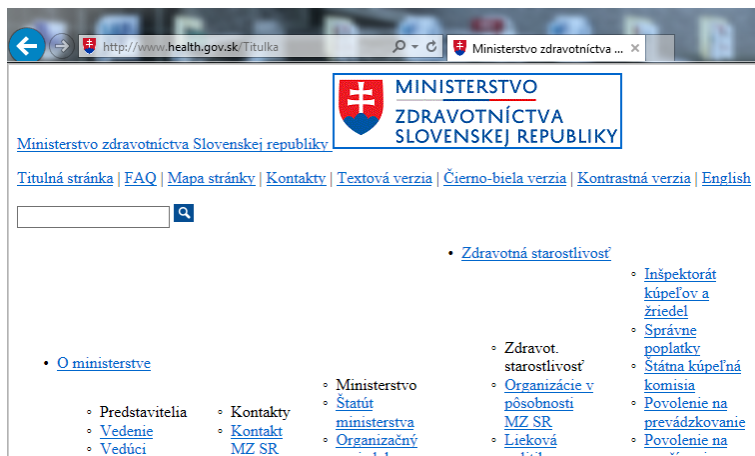 http://www.health.gov.sk/Titulka
Ministerstvo zdravotníctva ...
MINISTERSTVO
ZDRAVOTNÍCTVA
SLOVENSKEJ REPUBLIKY
Ministerstvo zdravotníctva Slovenskej republiky
Titulná stránka | FAQ | Mapa stránky | Kontakty | Textová verzia | Čierno-biela verzia | Kontrastná verzia | English
• Zdravotná starostlivosť
◦ Inšpektorát
kúpeľov a
žriedel
◦ Správne
poplatky
◦ Štátna kúpeľná
komisia
◦ Povolenie na
prevádzkovanie
◦ Povolenie na
◦ Zdravot.
starostlivosť
◦ Organizácie v
pôsobnosti
MZ SR
◦ Lieková
• O ministerstve
◦ Predstavitelia
◦ Vedenie
◦ Vedúci
◦ Kontakty
◦ Kontakt
MZ SR
◦ Ministerstvo
◦ Štatút
ministerstva
◦ Organizačný